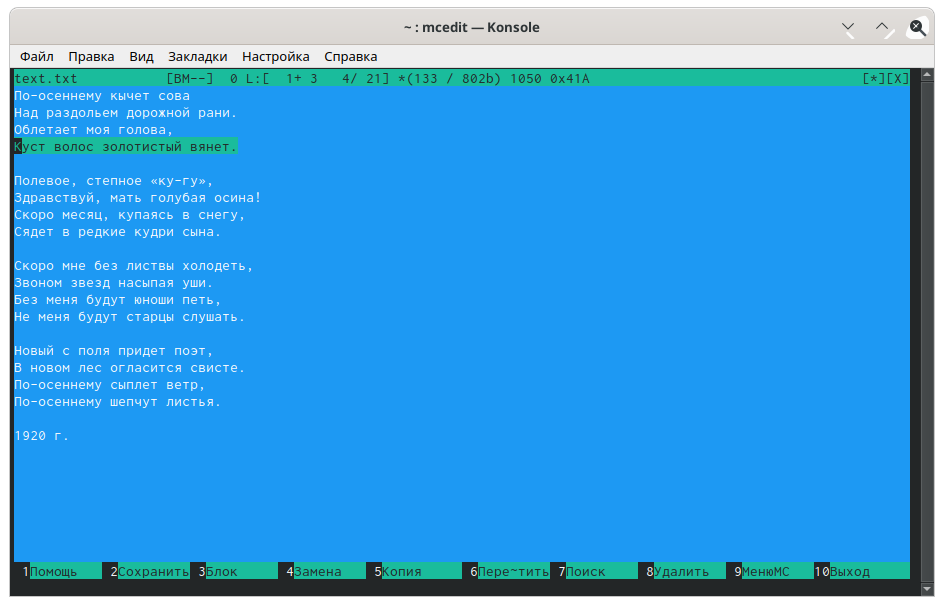 ~ : mcedit — Konsole
Файл Правка Вид Закладки Настройка Справка
text.txt [BM--] 0 L:[ 1+ 3 4/ 21] *(133 / 802b) 1050 0x41A [*][X]
По-осеннему кычет сова
Над раздольем дорожной рани.
Облетает моя голова,
Куст волос золотистый вянет.
Полевое, степное «ку-гу»,
Здравствуй, мать голубая осина!
Скоро месяц, купаясь в снегу,
Сядет в редкие кудри сына.
Скоро мне без листвы холодеть,
Звоном звезд насыпая уши.
Без меня будут юноши петь,
Не меня будут старцы слушать.
Новый с поля придет поэт,
В новом лес огласится свисте.
По-осеннему сыплет ветр,
По-осеннему шепчут листья.
1920 г.
1Помощь 2Сохранить 3Блок 4Замена 5Копия 6Пере~тить 7Поиск 8Удалить 9МенюМС 10Выход